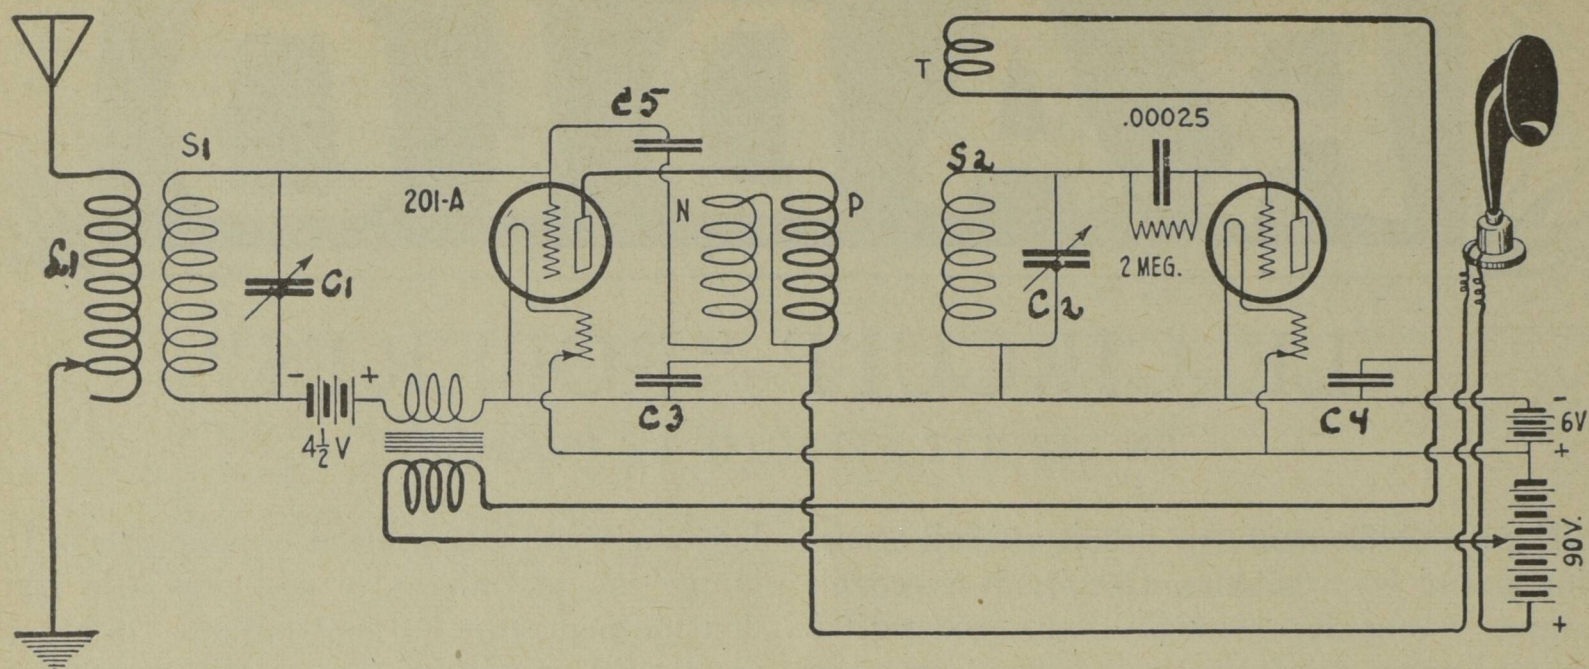 T
C5
.00025
S1
S2
201-A
N
P
L1
C1
2 MEG.
C2
- +
4½ V
C3
C4
-
6V
+
90V.
+